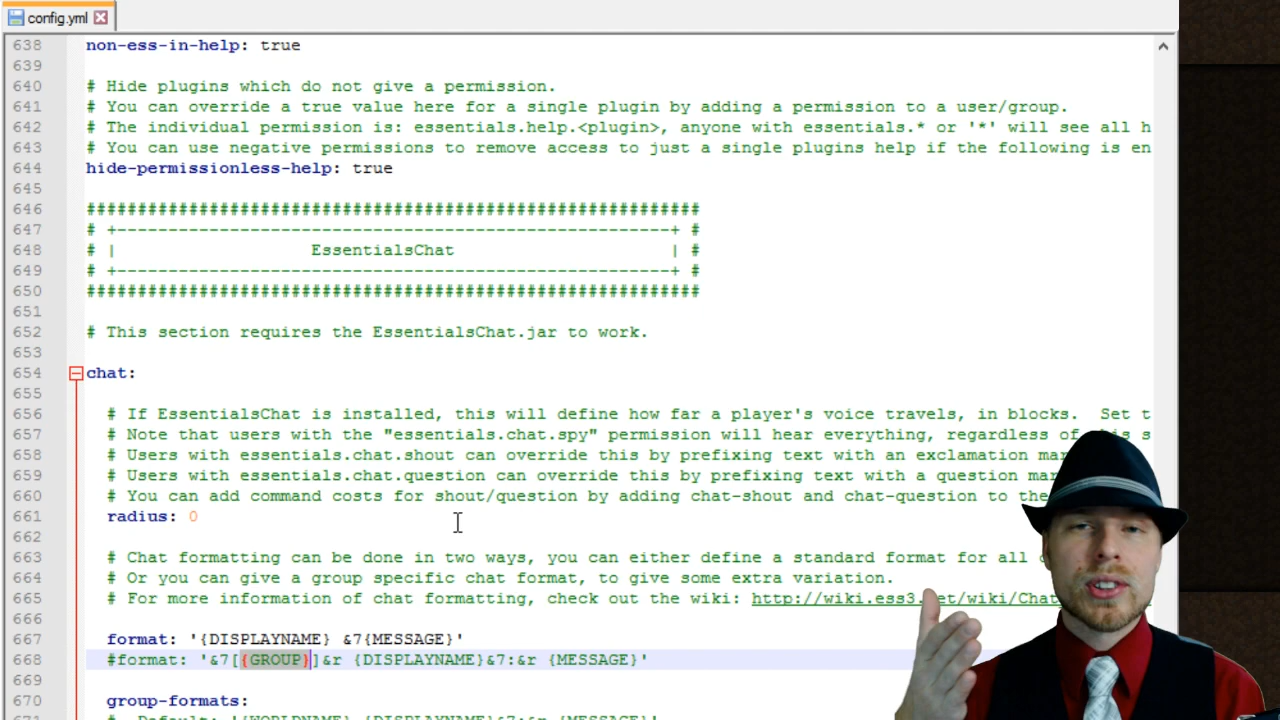 config.yml
638 non-ess-in-help: true
639
640 # Hide plugins which do not give a permission.
641 # You can override a true value here for a single plugin by adding a permission to a user/group.
642 # The individual permission is: essentials.help.<plugin>, anyone with essentials.* or '*' will see all h
643 # You can use negative permissions to remove access to just a single plugins help if the following is en
644 hide-permissionless-help: true
645
646 ############################################################
647 # +------------------------------------------------------+ #
648 # | EssentialsChat | #
649 # +------------------------------------------------------+ #
650 ############################################################
651
652 # This section requires the EssentialsChat.jar to work.
653
654 chat:
655
656 # If EssentialsChat is installed, this will define how far a player's voice travels, in blocks. Set t
657 # Note that users with the "essentials.chat.spy" permission will hear everything, regardless of this s
658 # Users with essentials.chat.shout can override this by prefixing text with an exclamation mar
659 # Users with essentials.chat.question can override this by prefixing text with a question mar
660 # You can add command costs for shout/question by adding chat-shout and chat-question to the
661 radius: 0
662
663 # Chat formatting can be done in two ways, you can either define a standard format for all
664 # Or you can give a group specific chat format, to give some extra variation.
665 # For more information of chat formatting, check out the wiki: http://wiki.ess3.net/wiki/Chat
666
667 format: '{DISPLAYNAME} &7{MESSAGE}'
668 #format: '&7[{GROUP}]&r {DISPLAYNAME}&7:&r {MESSAGE}'
669
670 group-formats:
671 # Default: '{WORLDNAME} {DISPLAYNAME}&7:&r {MESSAGE}'